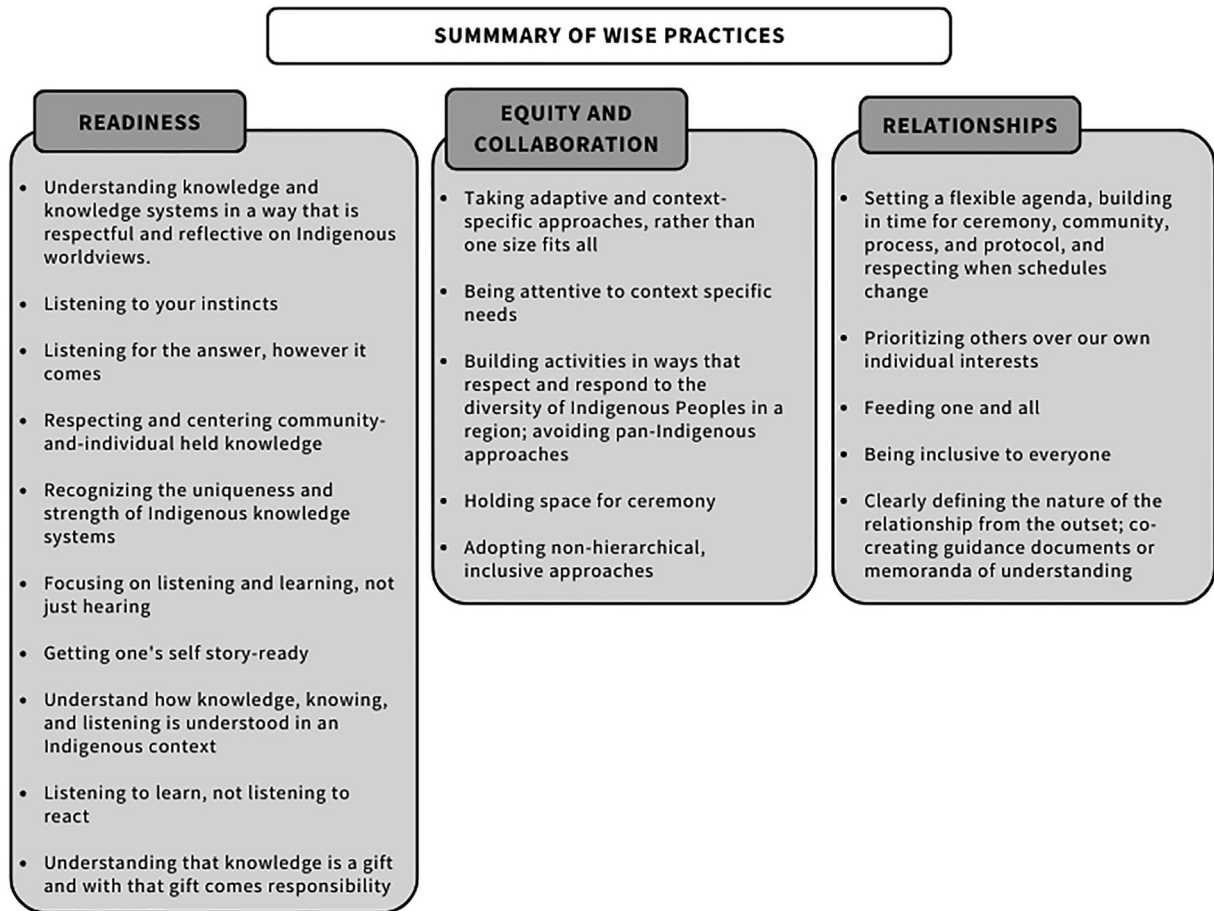 SUMMMARY OF WISE PRACTICES
READINESS
• Understanding knowledge and
knowledge systems in a way that is
respectful and reflective on Indigenous
worldviews.
• Listening to your instincts
• Listening for the answer, however it
comes
• Respecting and centering community-
and-individual held knowledge
• Recognizing the uniqueness and
strength of Indigenous knowledge
systems
• Focusing on listening and learning, not
just hearing
• Getting one's self story-ready
• Understand how knowledge, knowing,
and listening is understood in an
Indigenous context
• Listening to learn, not listening to
react
• Understanding that knowledge is a gift
and with that gift comes responsibility
EQUITY AND
COLLABORATION
• Taking adaptive and context-
specific approaches, rather than
one size fits all
• Being attentive to context specific
needs
• Building activities in ways that
respect and respond to the
diversity of Indigenous Peoples in a
region; avoiding pan-Indigenous
approaches
• Holding space for ceremony
• Adopting non-hierarchical,
inclusive approaches
RELATIONSHIPS
• Setting a flexible agenda, building
in time for ceremony, community,
process, and protocol, and
respecting when schedules
change
• Prioritizing others over our own
individual interests
• Feeding one and all
• Being inclusive to everyone
• Clearly defining the nature of the
relationship from the outset; co-
creating guidance documents or
memoranda of understanding